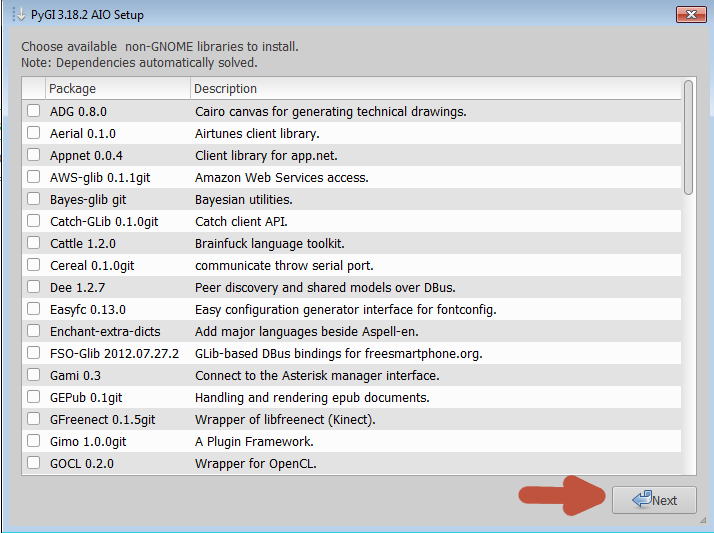 PyGI 3.18.2 AIO Setup
Choose available  non-GNOME libraries to install.
Note: Dependencies automatically solved.
Package Description
ADG 0.8.0 Cairo canvas for generating technical drawings.
Aerial 0.1.0 Airtunes client library.
Appnet 0.0.4 Client library for app.net.
AWS-glib 0.1.1git Amazon Web Services access.
Bayes-glib git Bayesian utilities.
Catch-GLib 0.1.0git Catch client API.
Cattle 1.2.0 Brainfuck language toolkit.
Cereal 0.1.0git communicate throw serial port.
Dee 1.2.7 Peer discovery and shared models over DBus.
Easyfc 0.13.0 Easy configuration generator interface for fontconfig.
Enchant-extra-dicts Add major languages beside Aspell-en.
FSO-Glib 2012.07.27.2 GLib-based DBus bindings for freesmartphone.org.
Gami 0.3 Connect to the Asterisk manager interface.
GEPub 0.1git Handling and rendering epub documents.
GFreenect 0.1.5git Wrapper of libfreenect (Kinect).
Gimo 1.0.0git A Plugin Framework.
GOCL 0.2.0 Wrapper for OpenCL.
Next